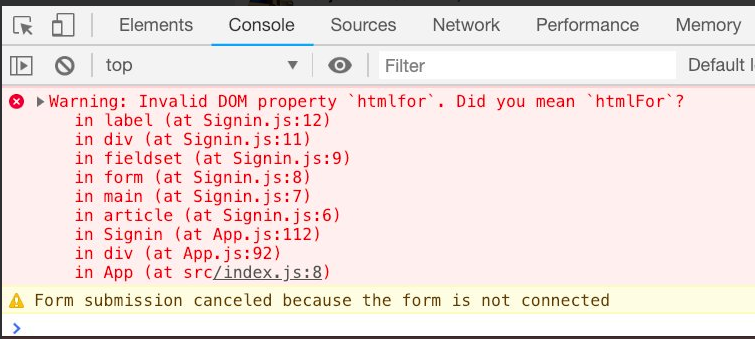 Elements Console Sources Network Performance Memory
top Filter Default
Warning: Invalid DOM property `htmlfor`. Did you mean `htmlFor`?
in label (at Signin.js:12)
in div (at Signin.js:11)
in fieldset (at Signin.js:9)
in form (at Signin.js:8)
in main (at Signin.js:7)
in article (at Signin.js:6)
in Signin (at App.js:112)
in div (at App.js:92)
in App (at src/index.js:8)
Form submission canceled because the form is not connected